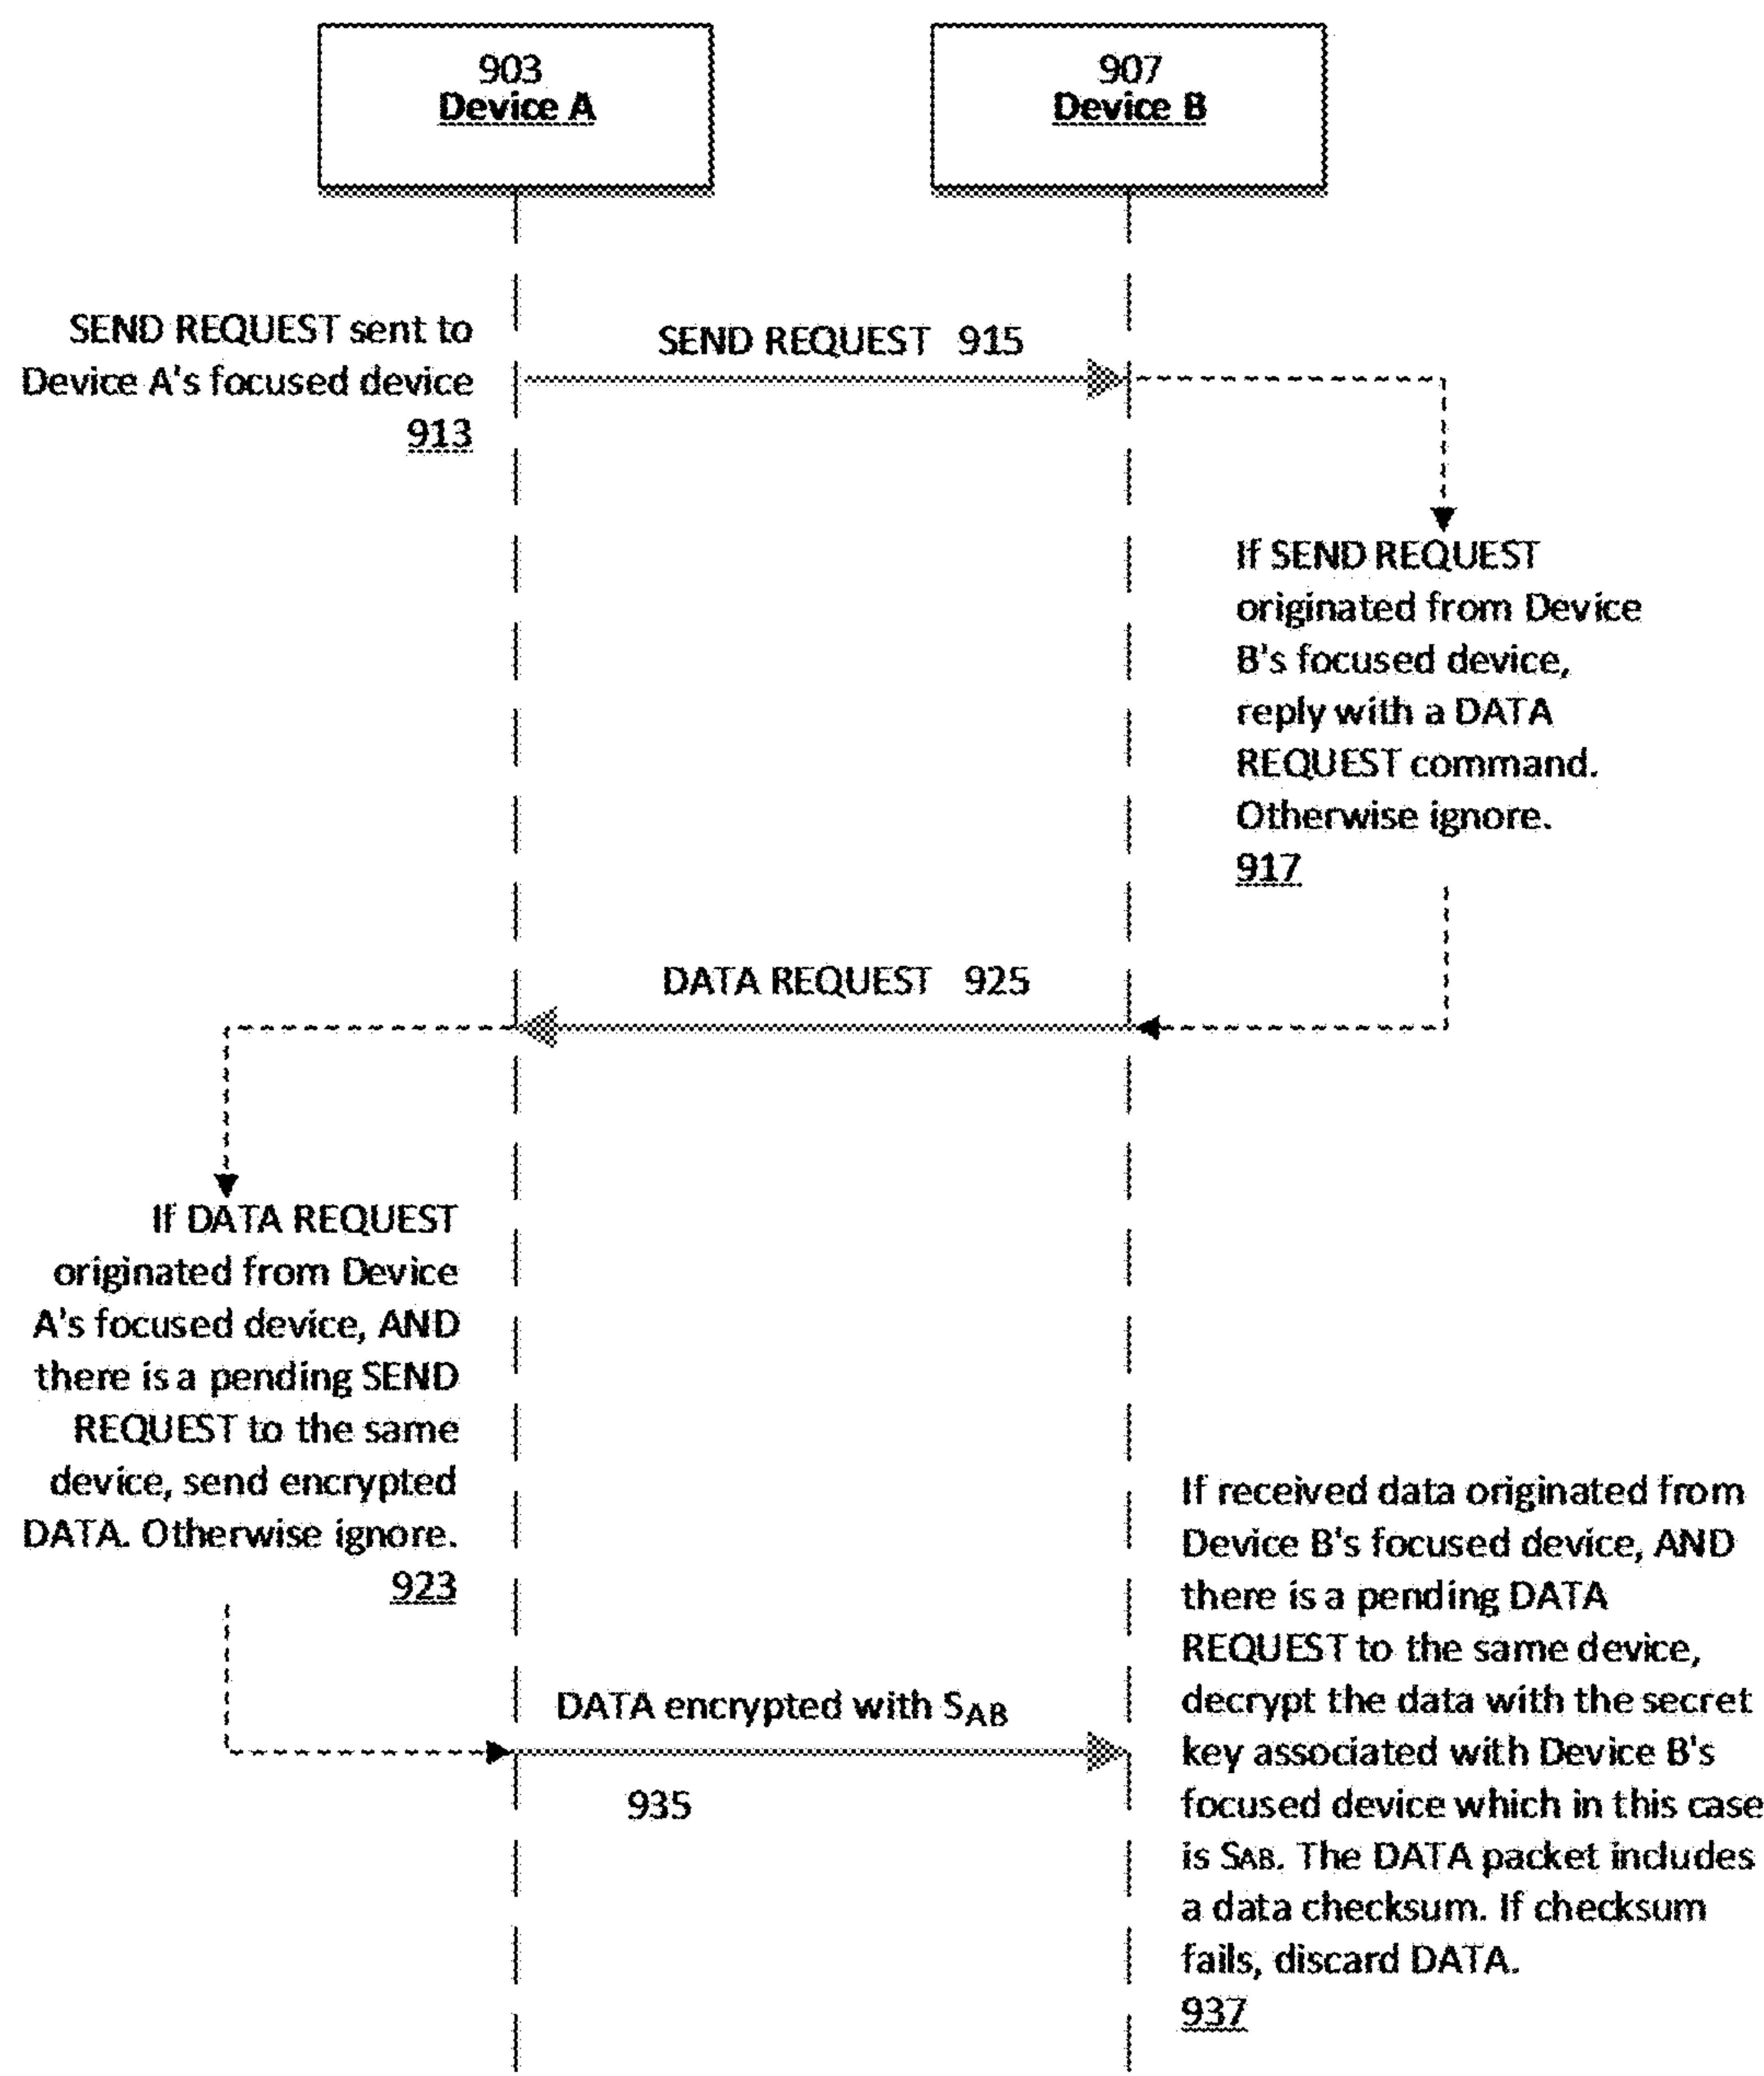 903
Device A
907
Device B
SEND REQUEST sent to
Device A's focused device
913
SEND REQUEST 915
If SEND REQUEST
originated from Device
B's focused device,
reply with a DATA
REQUEST command.
Otherwise ignore.
917
DATA REQUEST 925
If DATA REQUEST
originated from Device
A's focused device, AND
there is a pending SEND
REQUEST to the same
device, send encrypted
DATA. Otherwise ignore.
923
DATA encrypted with SAB
935
If received data originated from
Device B's focused device, AND
there is a pending DATA
REQUEST to the same device,
decrypt the data with the secret
key associated with Device B's
focused device which in this case
is SAB. The DATA packet includes
a data checksum. If checksum
fails, discard DATA.
937